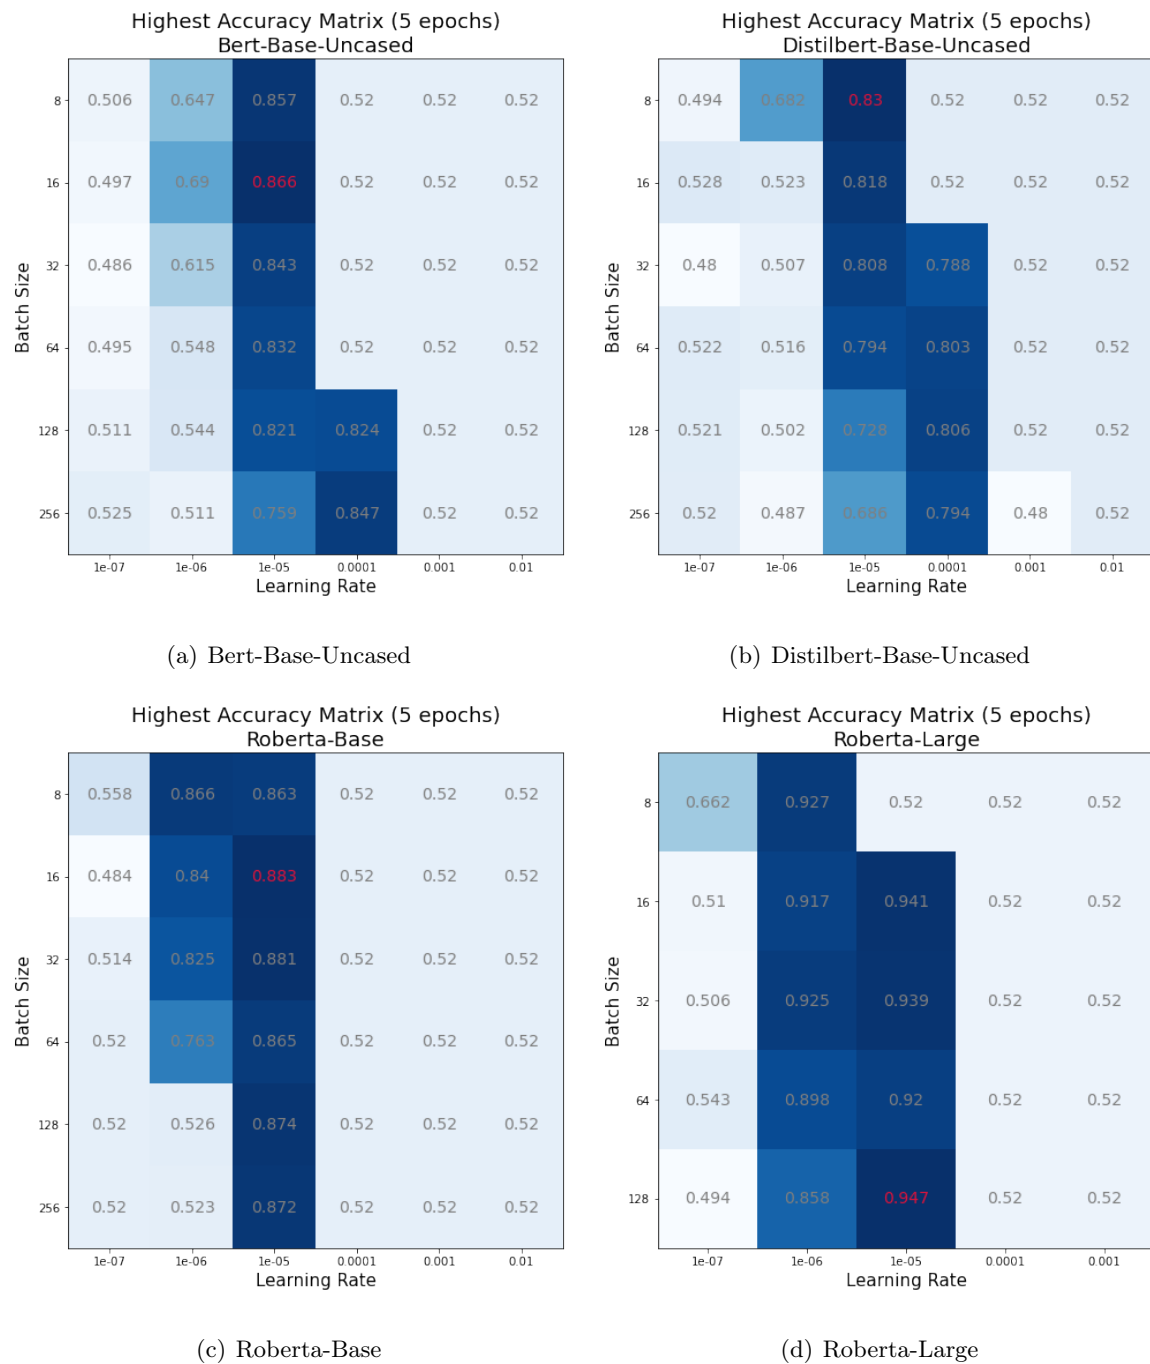 Highest Accuracy Matrix (5 epochs)
Bert-Base-Uncased
Batch Size
8 0.506 0.647 0.857 0.52 0.52 0.52
16 0.497 0.69 0.866 0.52 0.52 0.52
32 0.486 0.615 0.843 0.52 0.52 0.52
64 0.495 0.548 0.832 0.52 0.52 0.52
128 0.511 0.544 0.821 0.824 0.52 0.52
256 0.525 0.511 0.759 0.847 0.52 0.52
1e-07 1e-06 1e-05 0.0001 0.001 0.01
Learning Rate
(a) Bert-Base-Uncased
Highest Accuracy Matrix (5 epochs)
Distilbert-Base-Uncased
Batch Size
8 0.494 0.682 0.83 0.52 0.52 0.52
16 0.528 0.523 0.818 0.52 0.52 0.52
32 0.48 0.507 0.808 0.788 0.52 0.52
64 0.522 0.516 0.794 0.803 0.52 0.52
128 0.521 0.502 0.728 0.806 0.52 0.52
256 0.52 0.487 0.686 0.794 0.48 0.52
1e-07 1e-06 1e-05 0.0001 0.001 0.01
Learning Rate
(b) Distilbert-Base-Uncased
Highest Accuracy Matrix (5 epochs)
Roberta-Base
Batch Size
8 0.558 0.866 0.863 0.52 0.52 0.52
16 0.484 0.84 0.883 0.52 0.52 0.52
32 0.514 0.825 0.881 0.52 0.52 0.52
64 0.52 0.763 0.865 0.52 0.52 0.52
128 0.52 0.526 0.874 0.52 0.52 0.52
256 0.52 0.523 0.872 0.52 0.52 0.52
1e-07 1e-06 1e-05 0.0001 0.001 0.01
Learning Rate
(c) Roberta-Base
Highest Accuracy Matrix (5 epochs)
Roberta-Large
Batch Size
8 0.662 0.927 0.52 0.52 0.52
16 0.51 0.917 0.941 0.52 0.52
32 0.506 0.925 0.939 0.52 0.52
64 0.543 0.898 0.92 0.52 0.52
128 0.494 0.858 0.947 0.52 0.52
1e-07 1e-06 1e-05 0.0001 0.001
Learning Rate
(d) Roberta-Large